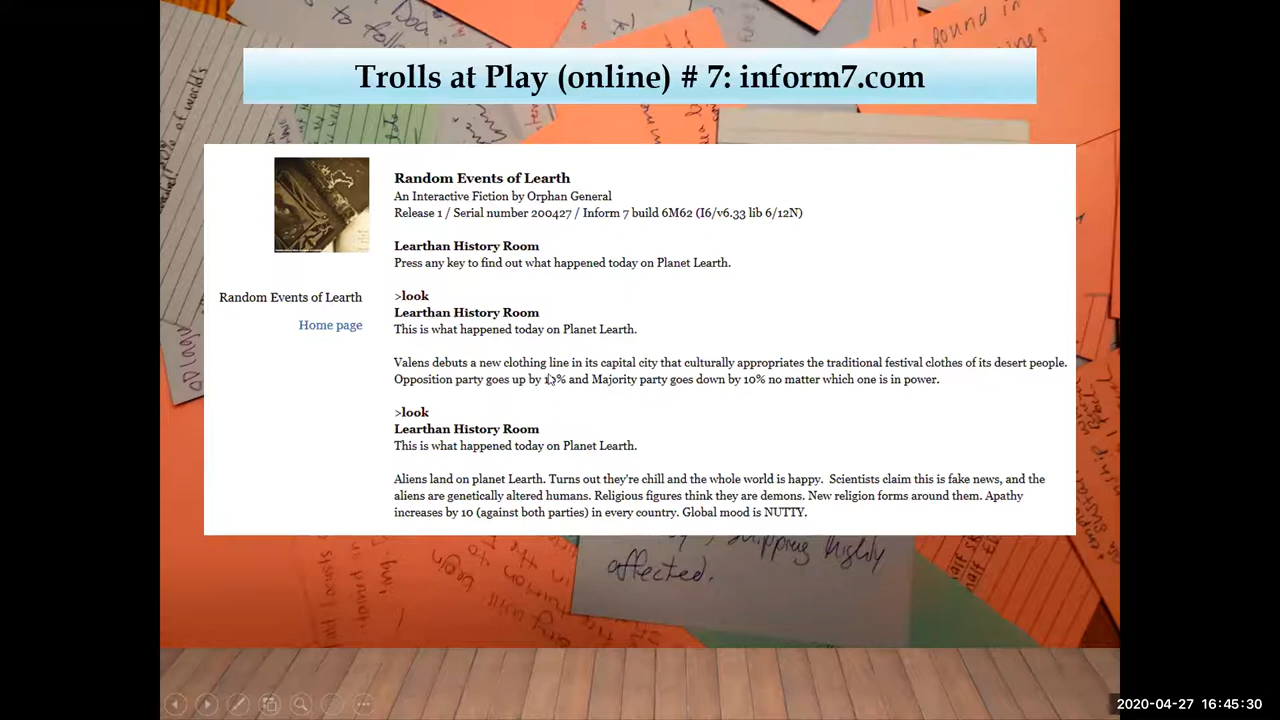 Trolls at Play (online) # 7: inform7.com
Random Events of Learth
An Interactive Fiction by Orphan General
Release 1 / Serial number 200427 / Inform 7 build 6M62 (I6/v6.33 lib 6/12N)
Learthan History Room
Press any key to find out what happened today on Planet Learth.
Random Events of Learth
Home page
>look
Learthan History Room
This is what happened today on Planet Learth.
Valens debuts a new clothing line in its capital city that culturally appropriates the traditional festival clothes of its desert people.
Opposition party goes up by and Majority party goes down by 10% no matter which one is in power.
>look
Learthan History Room
This is what happened today on Planet Learth.
Aliens land on planet Learth. Turns out they're chill and the whole world is happy. Scientists claim this is fake news, and the
aliens are genetically altered humans. Religious figures think they are demons. New religion forms around them. Apathy
increases by 10 (against both parties) in every country. Global mood is NUTTY.
shipping highly
affected.
2020-04-27 16:45:30